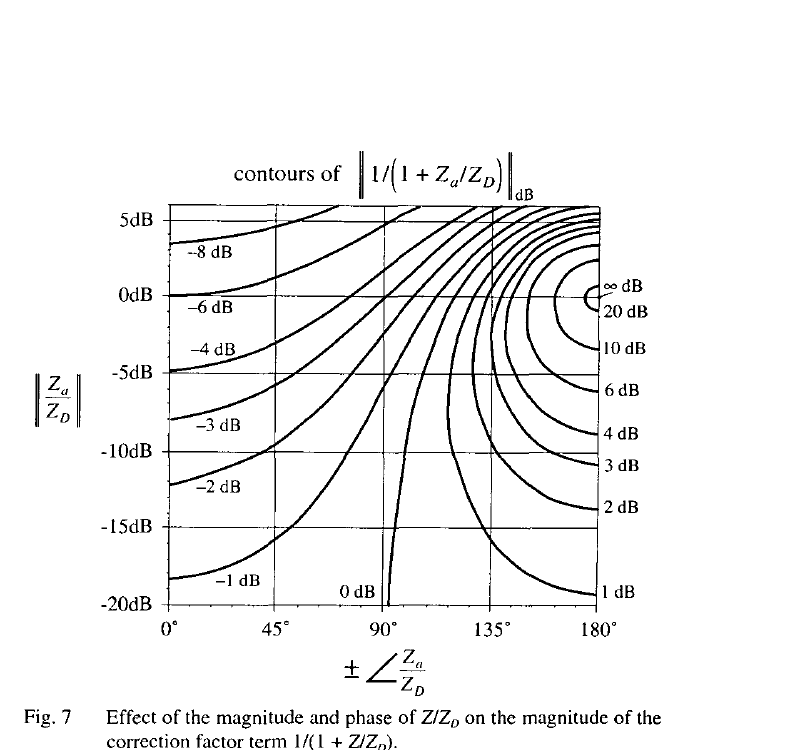 contours of ‖1/(1 + Za/ZD)‖dB
5dB
0dB
-5dB
-10dB
-15dB
-20dB
‖Za/ZD‖
–8 dB
–6 dB
–4 dB
–3 dB
–2 dB
–1 dB
0 dB
∞ dB
20 dB
10 dB
6 dB
4 dB
3 dB
2 dB
1 dB
0° 45° 90° 135° 180°
± ∠ Za/ZD
Fig. 7 Effect of the magnitude and phase of Z/ZD on the magnitude of the
correction factor term 1/(1 + Z/ZD).